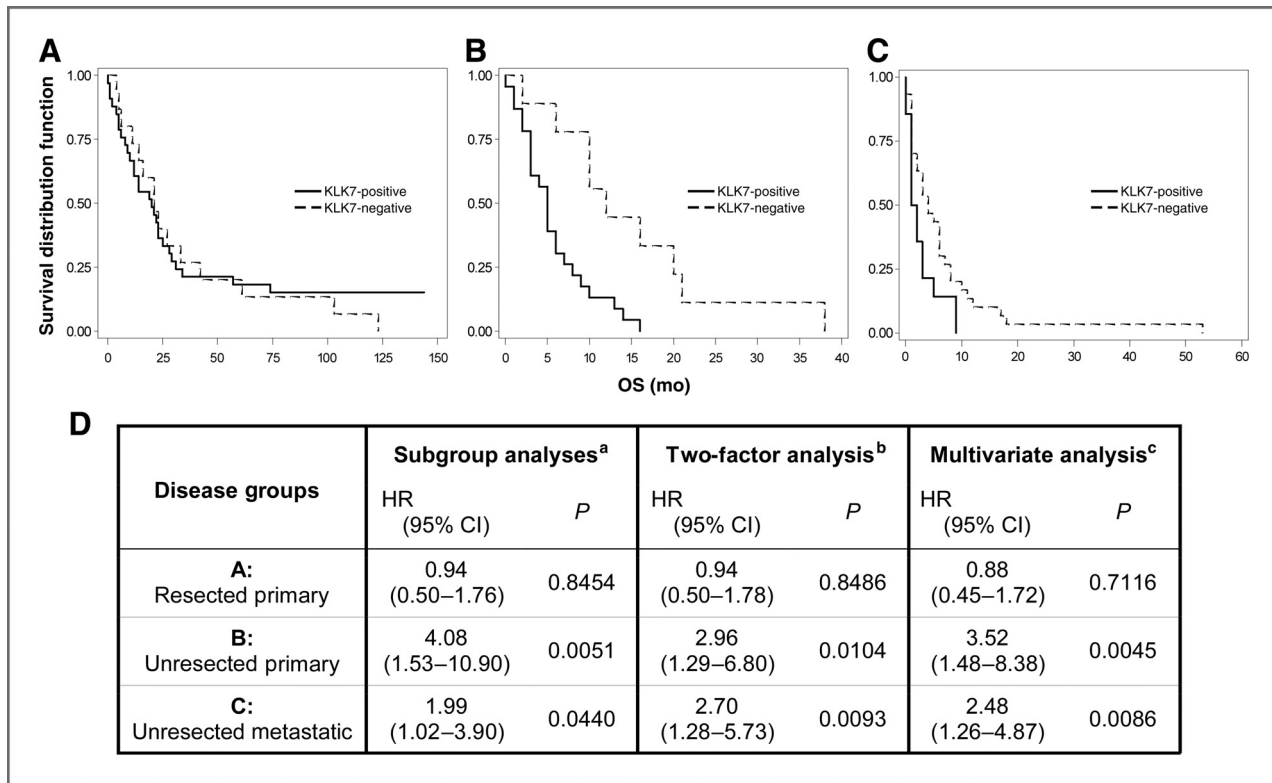 A
B
C
Survival distribution function
1.00
0.75
0.50
0.25
0.00
KLK7-positive
KLK7-negative
0 25 50 75 100 125 150
1.00
0.75
0.50
0.25
0.00
KLK7-positive
KLK7-negative
0 5 10 15 20 25 30 35 40
1.00
0.75
0.50
0.25
0.00
KLK7-positive
KLK7-negative
0 10 20 30 40 50 60
OS (mo)
D
Disease groups
Subgroup analysesᵃ
Two-factor analysisᵇ
Multivariate analysisᶜ
HR
(95% CI)
P
HR
(95% CI)
P
HR
(95% CI)
P
A:
Resected primary
0.94
(0.50–1.76)
0.8454
0.94
(0.50–1.78)
0.8486
0.88
(0.45–1.72)
0.7116
B:
Unresected primary
4.08
(1.53–10.90)
0.0051
2.96
(1.29–6.80)
0.0104
3.52
(1.48–8.38)
0.0045
C:
Unresected metastatic
1.99
(1.02–3.90)
0.0440
2.70
(1.28–5.73)
0.0093
2.48
(1.26–4.87)
0.0086